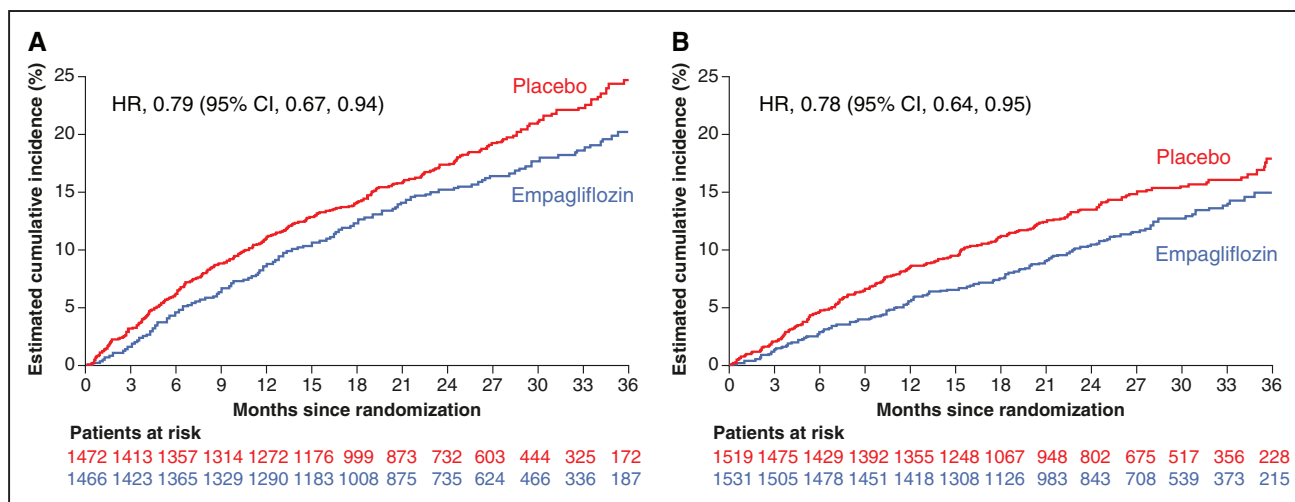 A
Estimated cumulative incidence (%)
25
20
15
10
5
0
HR, 0.79 (95% CI, 0.67, 0.94)
Placebo
Empagliflozin
0 3 6 9 12 15 18 21 24 27 30 33 36
Months since randomization
Patients at risk
1472 1413 1357 1314 1272 1176 999 873 732 603 444 325 172
1466 1423 1365 1329 1290 1183 1008 875 735 624 466 336 187
B
Estimated cumulative incidence (%)
25
20
15
10
5
0
HR, 0.78 (95% CI, 0.64, 0.95)
Placebo
Empagliflozin
0 3 6 9 12 15 18 21 24 27 30 33 36
Months since randomization
Patients at risk
1519 1475 1429 1392 1355 1248 1067 948 802 675 517 356 228
1531 1505 1478 1451 1418 1308 1126 983 843 708 539 373 215